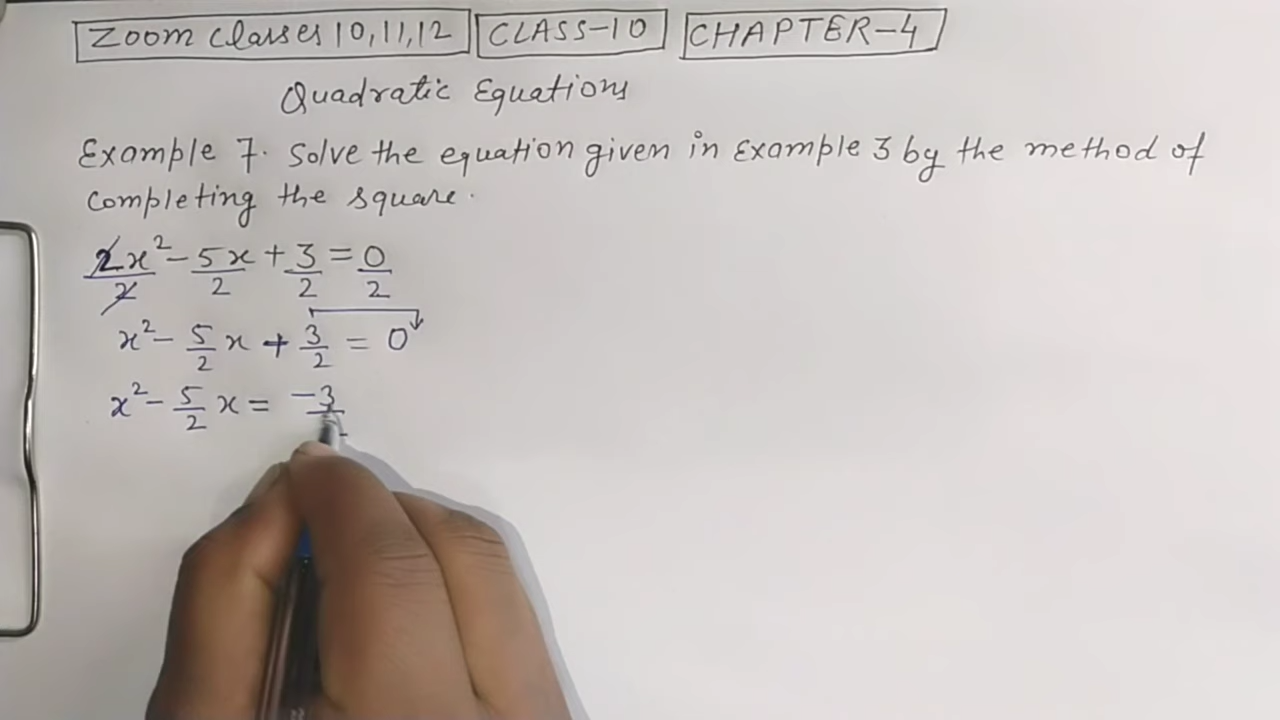 Zoom Classes 10,11,12 CLASS-10 CHAPTER-4
Quadratic Equations
Example 7. Solve the equation given in Example 3 by the method of
completing the square.
2x²/2 - 5x/2 + 3/2 = 0/2
x² - 5/2 x + 3/2 = 0
x² - 5/2 x = -3/